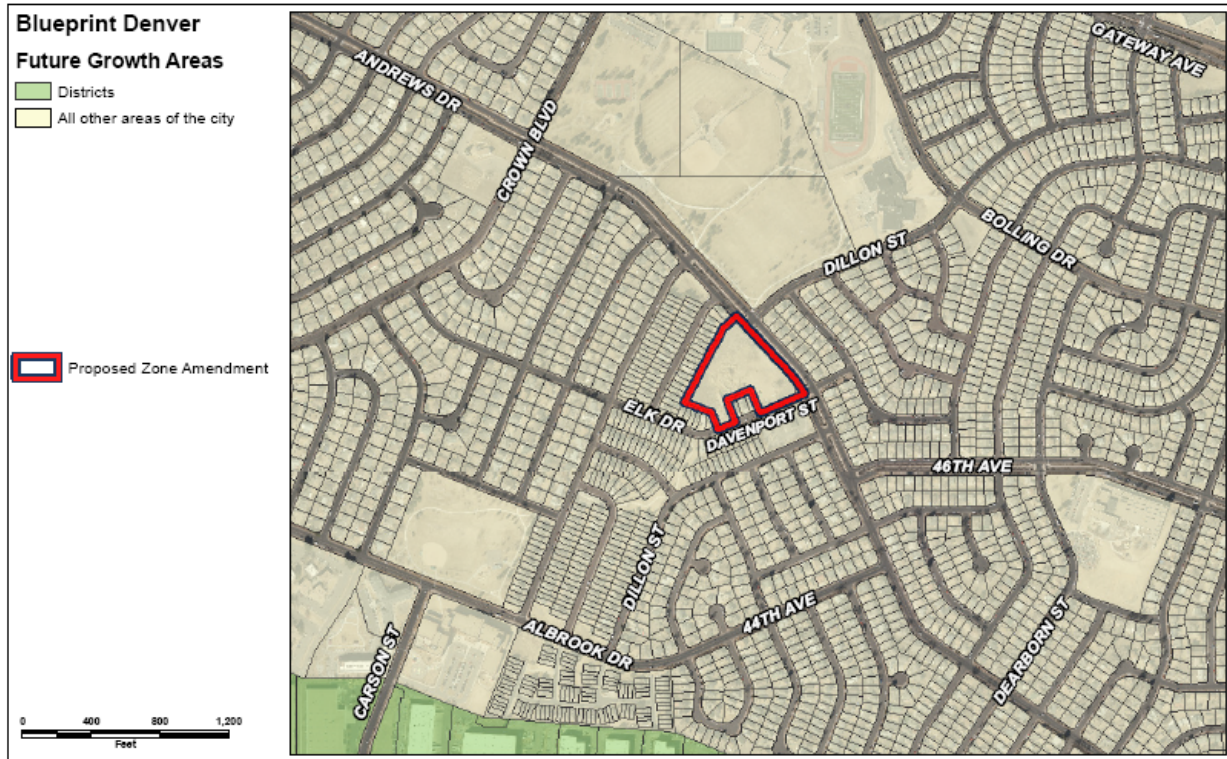 Blueprint Denver
Future Growth Areas
Districts
All other areas of the city
Proposed Zone Amendment
0 400 800 1,200
Feet
GATEWAY AVE
ANDREWS DR
CROWN BLVD
BOLLING DR
DILLON ST
ELK DR
DAVENPORT ST
46TH AVE
DILLON ST
44TH AVE
ALBROOK DR
CARSON ST
DEARBORN ST